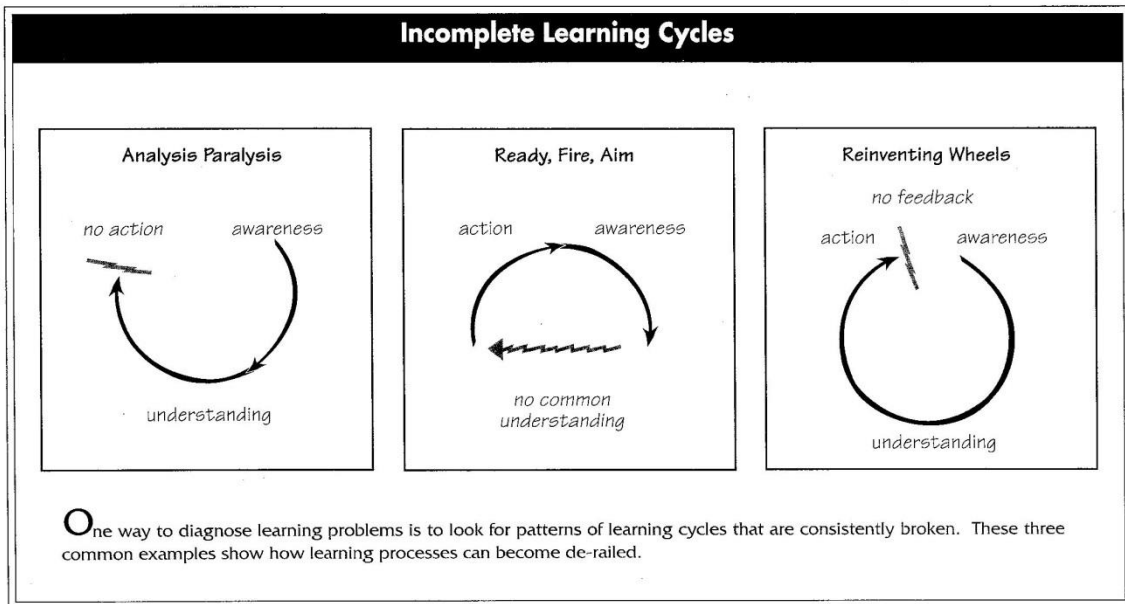 Incomplete Learning Cycles
Analysis Paralysis
no action
awareness
understanding
Ready, Fire, Aim
action
awareness
no common
understanding
Reinventing Wheels
no feedback
action
awareness
understanding
One way to diagnose learning problems is to look for patterns of learning cycles that are consistently broken. These three
common examples show how learning processes can become de-railed.